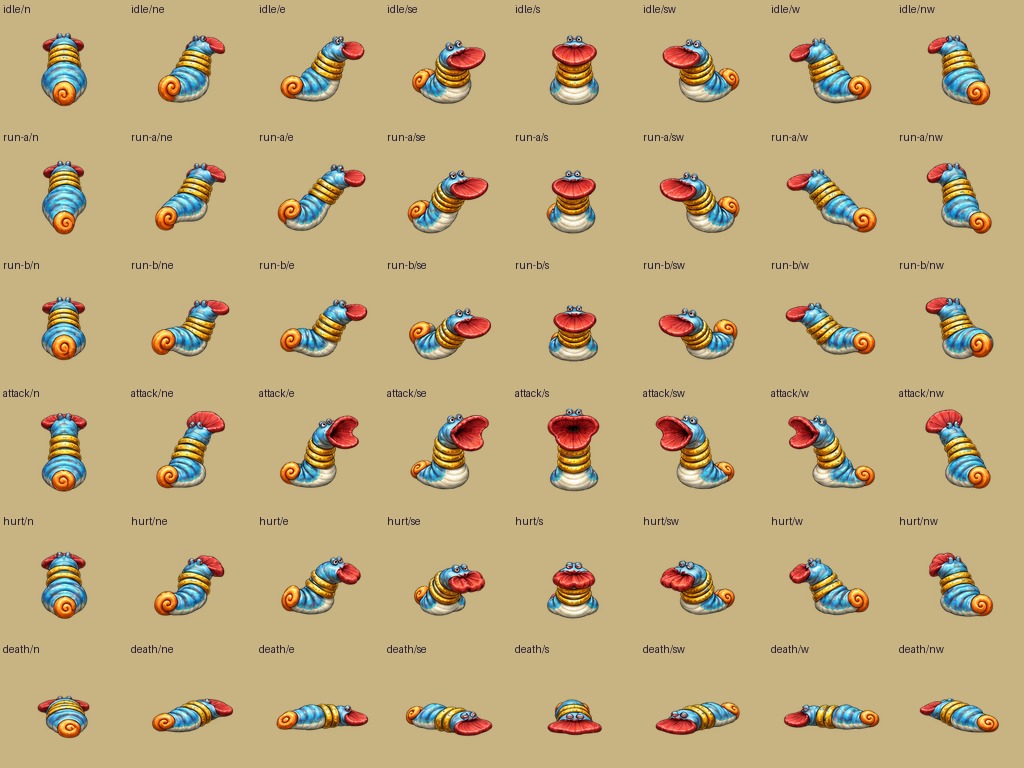 idle/n idle/ne idle/e idle/se idle/s idle/sw idle/w idle/nw
run-a/n run-a/ne run-a/e run-a/se run-a/s run-a/sw run-a/w run-a/nw
run-b/n run-b/ne run-b/e run-b/se run-b/s run-b/sw run-b/w run-b/nw
attack/n attack/ne attack/e attack/se attack/s attack/sw attack/w attack/nw
hurt/n hurt/ne hurt/e hurt/se hurt/s hurt/sw hurt/w hurt/nw
death/n death/ne death/e death/se death/s death/sw death/w death/nw